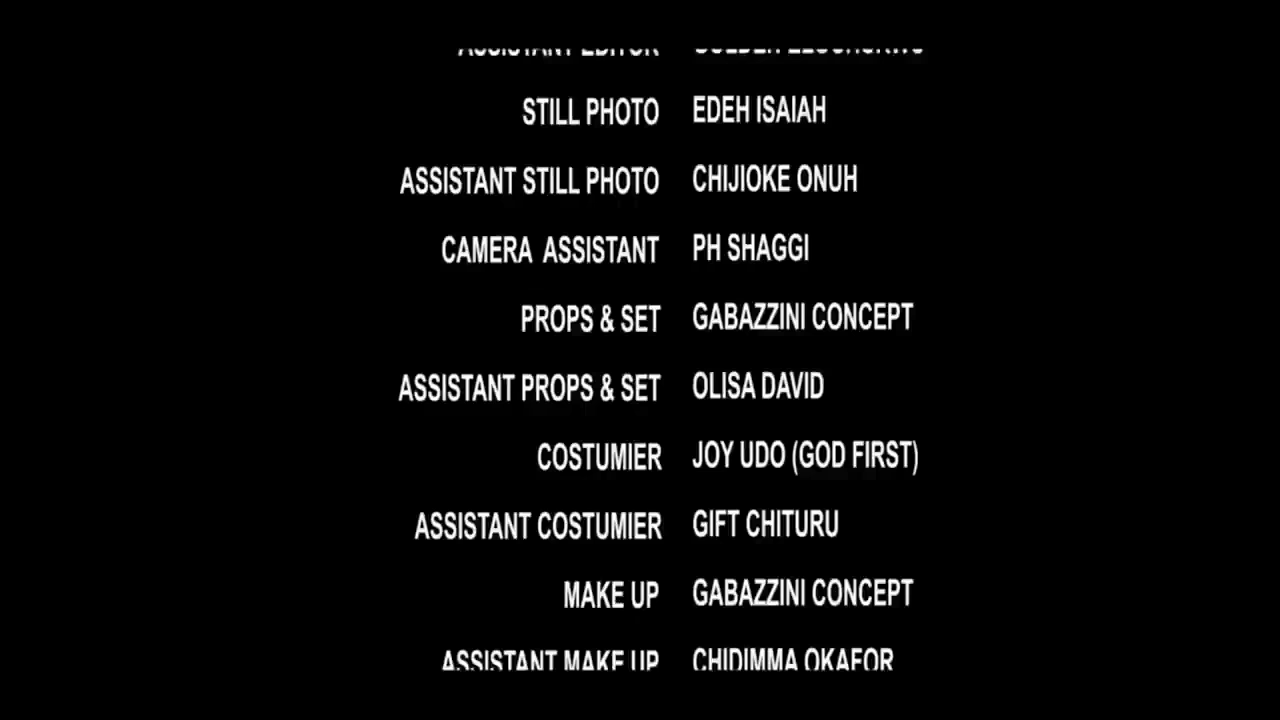 ASSISTANT EDITOR
STILL PHOTO EDEH ISAIAH
ASSISTANT STILL PHOTO CHIJIOKE ONUH
CAMERA ASSISTANT PH SHAGGI
PROPS & SET GABAZZINI CONCEPT
ASSISTANT PROPS & SET OLISA DAVID
COSTUMIER JOY UDO (GOD FIRST)
ASSISTANT COSTUMIER GIFT CHITURU
MAKE UP GABAZZINI CONCEPT
ASSISTANT MAKE UP CHIDIMMA OKAFOR